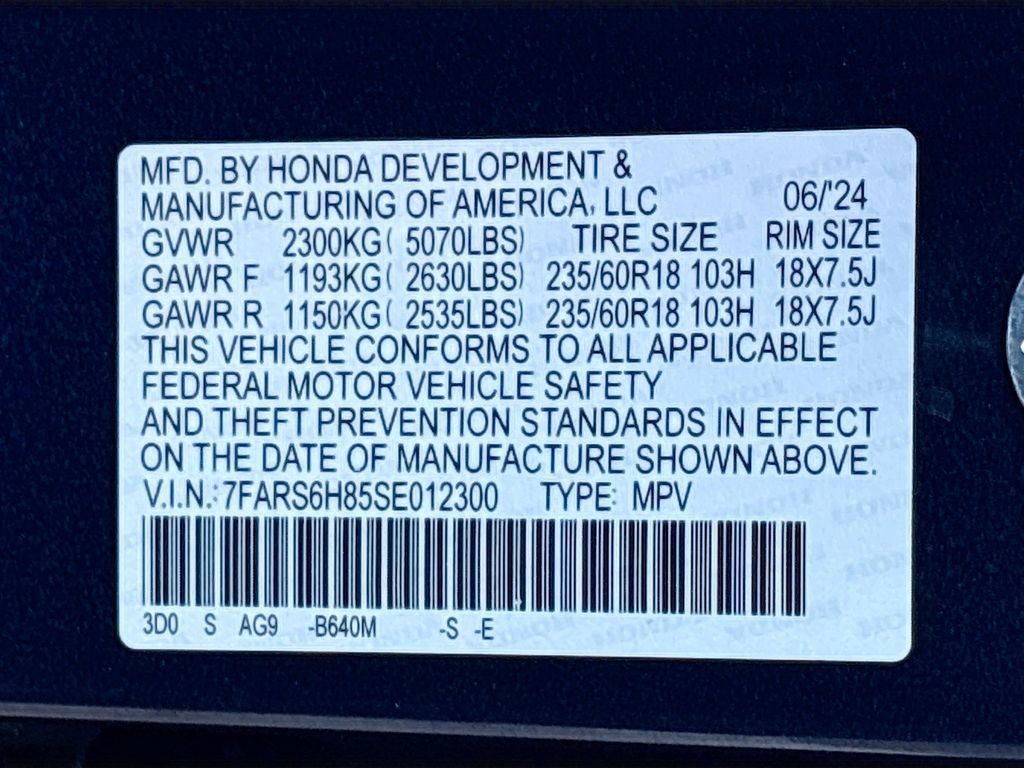 MFD. BY HONDA DEVELOPMENT &
MANUFACTURING OF AMERICA, LLC 06/'24
GVWR 2300KG( 5070LBS) TIRE SIZE RIM SIZE
GAWR F 1193KG( 2630LBS) 235/60R18 103H 18X7.5J
GAWR R 1150KG( 2535LBS) 235/60R18 103H 18X7.5J
THIS VEHICLE CONFORMS TO ALL APPLICABLE
FEDERAL MOTOR VEHICLE SAFETY
AND THEFT PREVENTION STANDARDS IN EFFECT
ON THE DATE OF MANUFACTURE SHOWN ABOVE.
V.I.N.: 7FARS6H85SE012300 TYPE: MPV
3D0 S AG9 -B640M -S -E